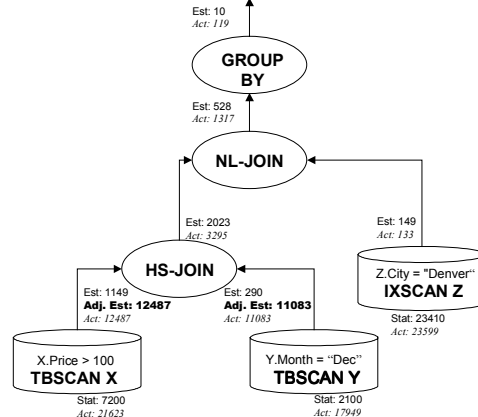 Est: 10
Act: 119
GROUP
BY
Est: 528
Act: 1317
NL-JOIN
Est: 2023
Act: 3295
Est: 149
Act: 133
HS-JOIN
Z.City = "Denver“
IXSCAN Z
Est: 1149
Adj. Est: 12487
Act: 12487
Est: 290
Adj. Est: 11083
Act: 11083
Stat: 23410
Act: 23599
X.Price > 100
TBSCAN X
Y.Month = “Dec”
TBSCAN Y
Stat: 7200
Act: 21623
Stat: 2100
Act: 17949